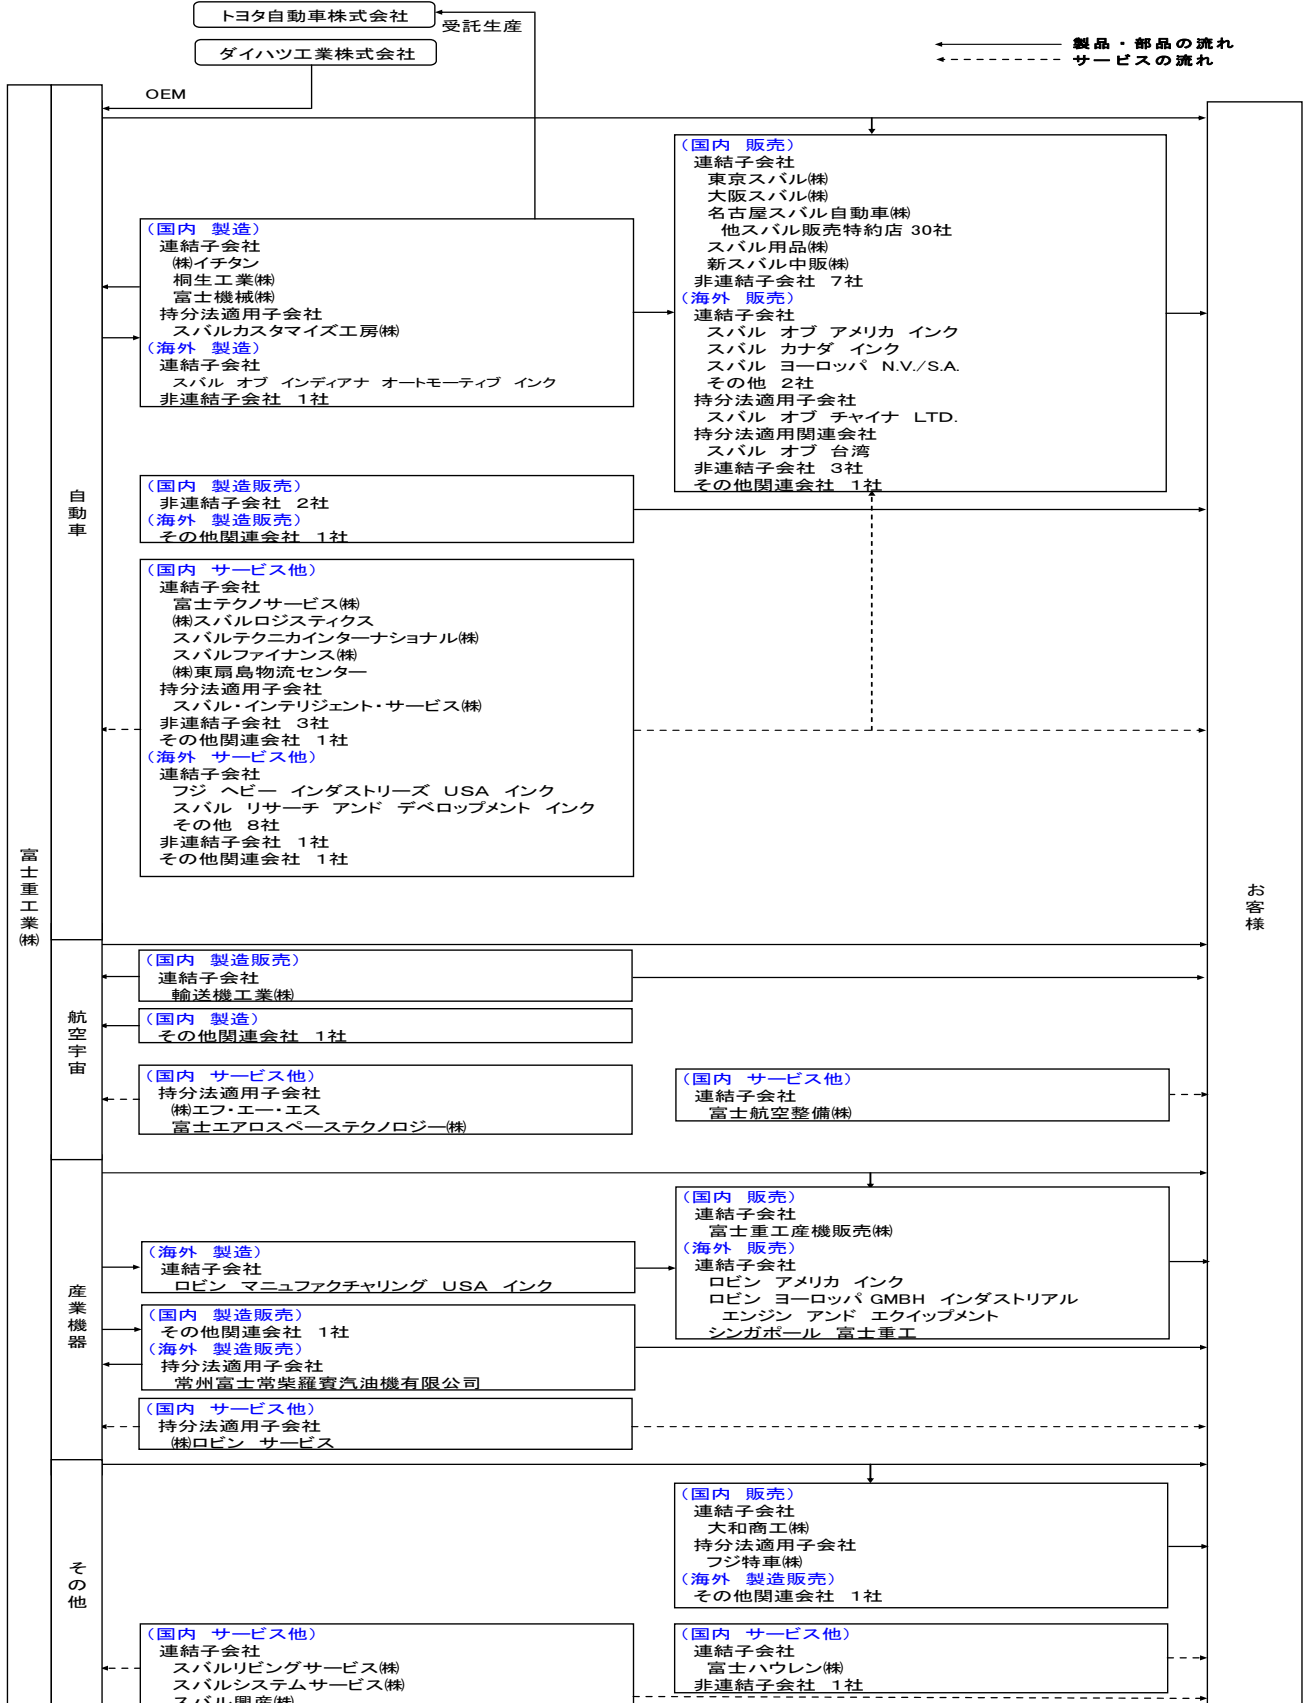 トヨタ自動車株式会社
受託生産
ダイハツ工業株式会社
製品・部品の流れ
サービスの流れ
OEM
富士重工業㈱
お客様
自動車
（国内 製造）
連結子会社
㈱イチタン
桐生工業㈱
富士機械㈱
持分法適用子会社
スバルカスタマイズ工房㈱
（海外 製造）
連結子会社
スバル オブ インディアナ オートモーティブ インク
非連結子会社 1社
（国内 販売）
連結子会社
東京スバル㈱
大阪スバル㈱
名古屋スバル自動車㈱
他スバル販売特約店 30社
スバル用品㈱
新スバル中販㈱
非連結子会社 7社
（海外 販売）
連結子会社
スバル オブ アメリカ インク
スバル カナダ インク
スバル ヨーロッパ N.V./S.A.
その他 2社
持分法適用子会社
スバル オブ チャイナ LTD.
持分法適用関連会社
スバル オブ 台湾
非連結子会社 3社
その他関連会社 1社
（国内 製造販売）
非連結子会社 2社
（海外 製造販売）
その他関連会社 1社
（国内 サービス他）
連結子会社
富士テクノサービス㈱
㈱スバルロジスティクス
スバルテクニカインターナショナル㈱
スバルファイナンス㈱
㈱東扇島物流センター
持分法適用子会社
スバル・インテリジェント・サービス㈱
非連結子会社 3社
その他関連会社 1社
（海外 サービス他）
連結子会社
フジ ヘビー インダストリーズ USA インク
スバル リサーチ アンド デベロップメント インク
その他 8社
非連結子会社 1社
その他関連会社 1社
航空宇宙
（国内 製造販売）
連結子会社
輸送機工業㈱
（国内 製造）
その他関連会社 1社
（国内 サービス他）
持分法適用子会社
㈱エフ・エー・エス
富士エアロスペーステクノロジー㈱
（国内 サービス他）
連結子会社
富士航空整備㈱
産業機器
（海外 製造）
連結子会社
ロビン マニュファクチャリング USA インク
（国内 販売）
連結子会社
富士重工産機販売㈱
（海外 販売）
連結子会社
ロビン アメリカ インク
ロビン ヨーロッパ GMBH インダストリアル
エンジン アンド エクイップメント
シンガポール 富士重工
（国内 製造販売）
その他関連会社 1社
（海外 製造販売）
持分法適用子会社
常州富士常柴羅賓汽油機有限公司
（国内 サービス他）
持分法適用子会社
㈱ロビン サービス
その他
（国内 販売）
連結子会社
大和商工㈱
持分法適用子会社
フジ特車㈱
（海外 製造販売）
その他関連会社 1社
（国内 サービス他）
連結子会社
スバルリビングサービス㈱
スバルシステムサービス㈱
スバル興産㈱
（国内 サービス他）
連結子会社
富士ハウレン㈱
非連結子会社 1社